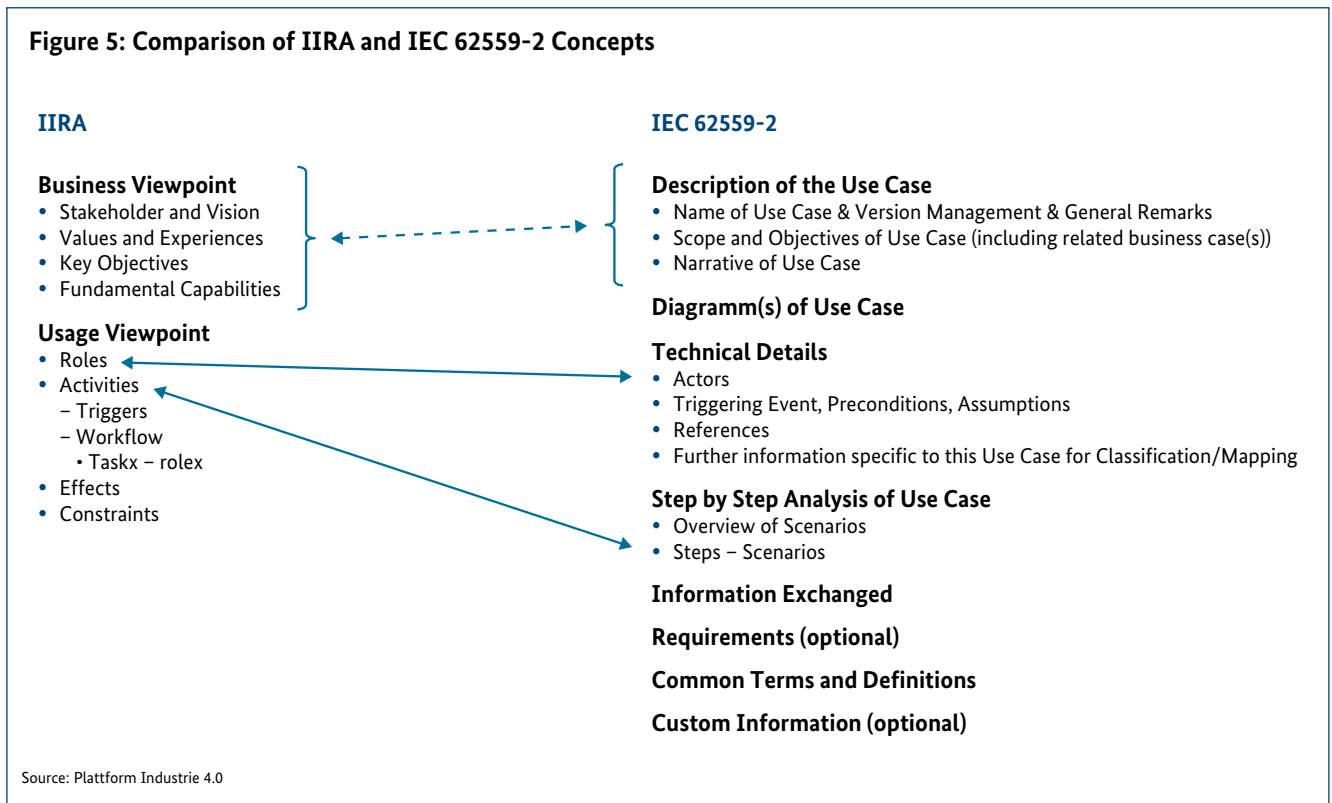 Figure 5: Comparison of IIRA and IEC 62559-2 Concepts
IIRA
Business Viewpoint
• Stakeholder and Vision
• Values and Experiences
• Key Objectives
• Fundamental Capabilities
Usage Viewpoint
• Roles
• Activities
– Triggers
– Workflow
• Taskx – rolex
• Effects
• Constraints
IEC 62559-2
Description of the Use Case
• Name of Use Case & Version Management & General Remarks
• Scope and Objectives of Use Case (including related business case(s))
• Narrative of Use Case
Diagramm(s) of Use Case
Technical Details
• Actors
• Triggering Event, Preconditions, Assumptions
• References
• Further information specific to this Use Case for Classification/Mapping
Step by Step Analysis of Use Case
• Overview of Scenarios
• Steps – Scenarios
Information Exchanged
Requirements (optional)
Common Terms and Definitions
Custom Information (optional)
Source: Plattform Industrie 4.0